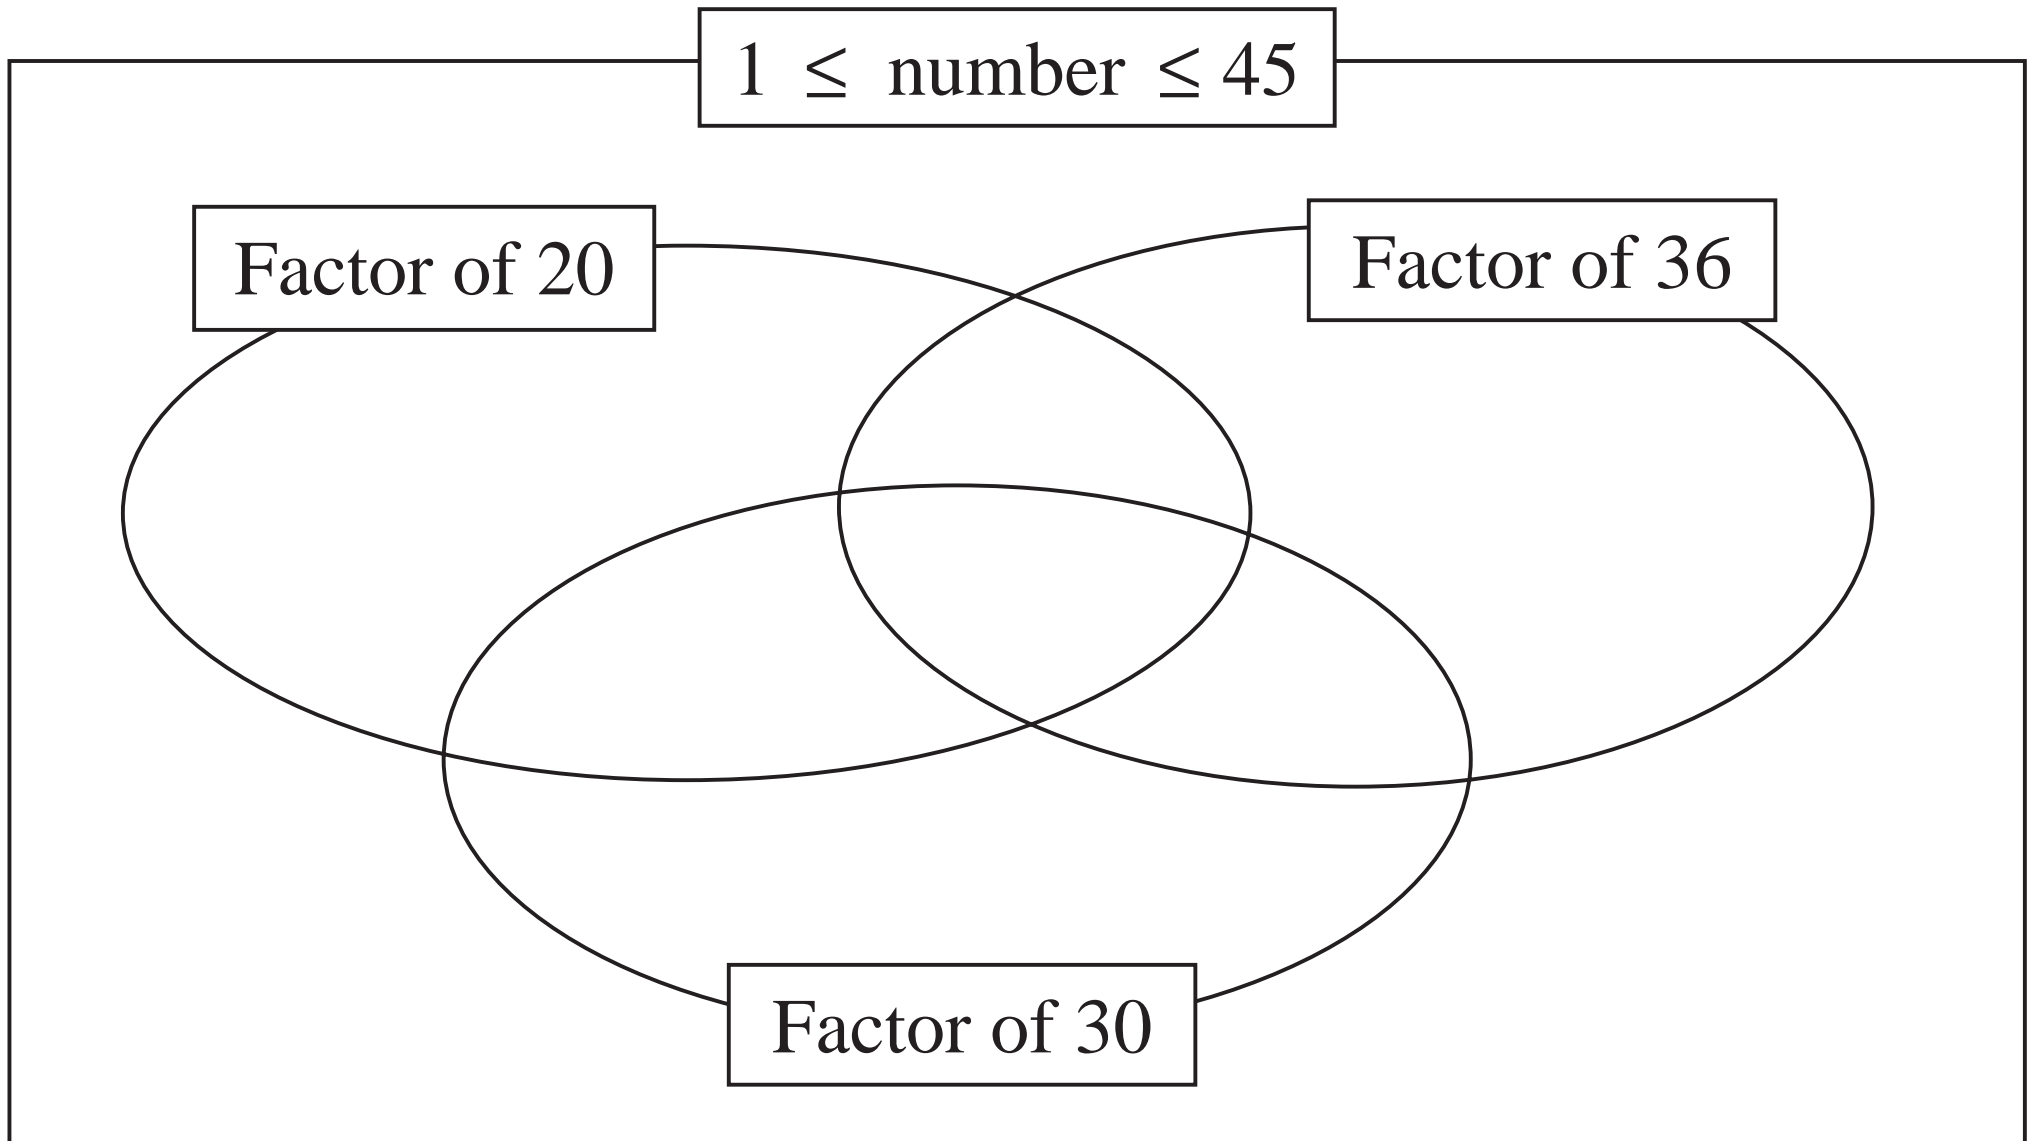 1 ≤ number ≤ 45
Factor of 20
Factor of 36
Factor of 30